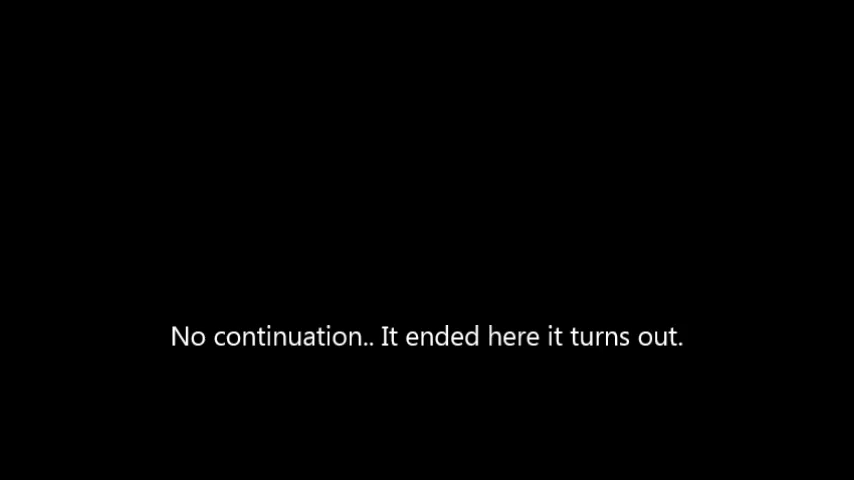 No continuation.. It ended here it turns out.